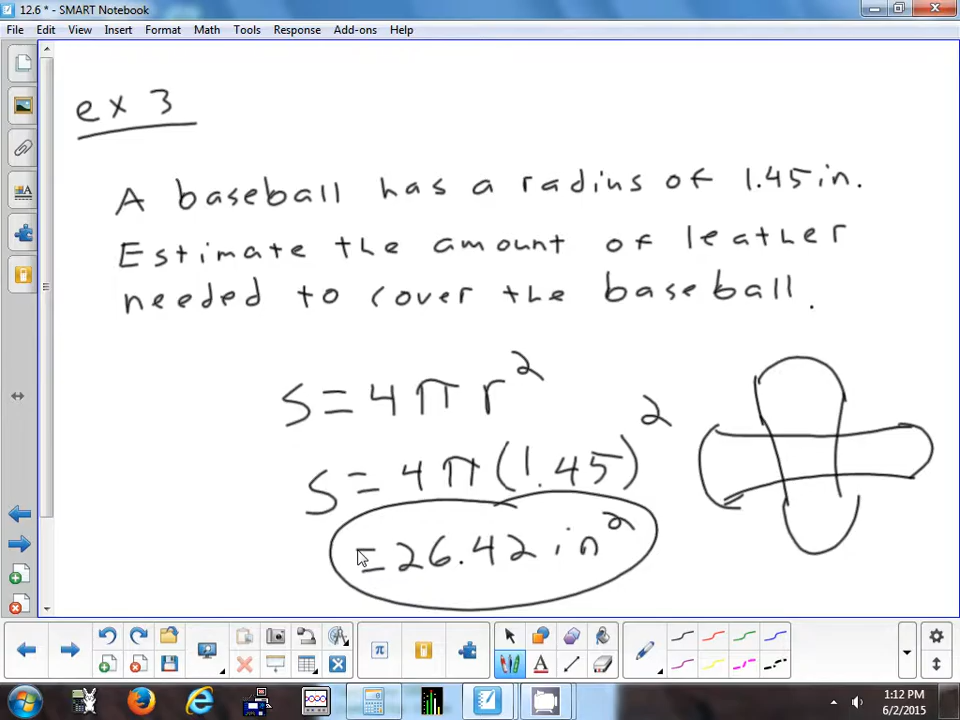 12.6 * - SMART Notebook
File Edit View Insert Format Math Tools Response Add-ons Help
ex 3
A baseball has a radius of 1.45 in.
Estimate the amount of leather
needed to cover the baseball.
S = 4 π r²
S = 4 π (1.45)²
= 26.42 in²
1:12 PM
6/2/2015